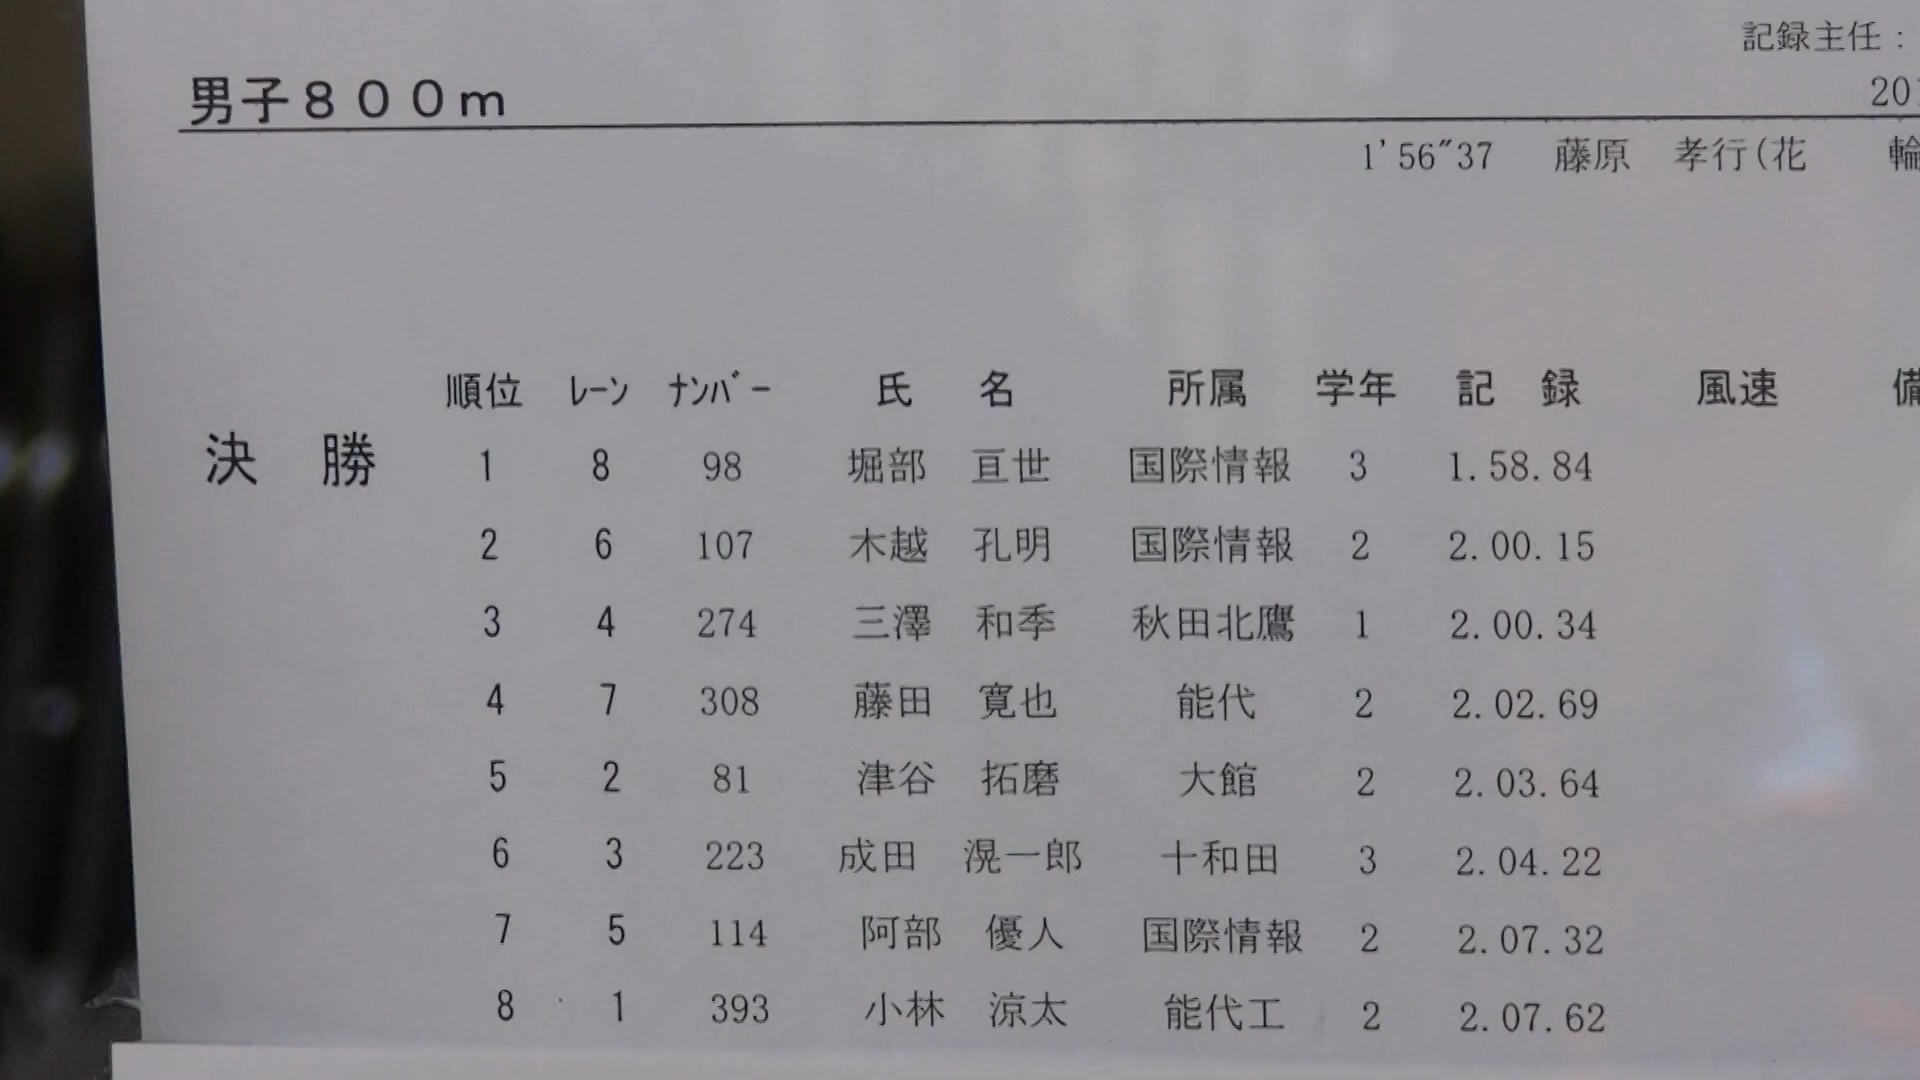 記録主任：
男子８００ｍ
201
1'56"37 藤原 孝行(花 輪
順位 ﾚｰﾝ ﾅﾝﾊﾞｰ 氏 名 所属 学年 記 録 風速 備
決 勝 1 8 98 堀部 亘世 国際情報 3 1.58.84
2 6 107 木越 孔明 国際情報 2 2.00.15
3 4 274 三澤 和季 秋田北鷹 1 2.00.34
4 7 308 藤田 寛也 能代 2 2.02.69
5 2 81 津谷 拓磨 大館 2 2.03.64
6 3 223 成田 滉一郎 十和田 3 2.04.22
7 5 114 阿部 優人 国際情報 2 2.07.32
8 1 393 小林 涼太 能代工 2 2.07.62